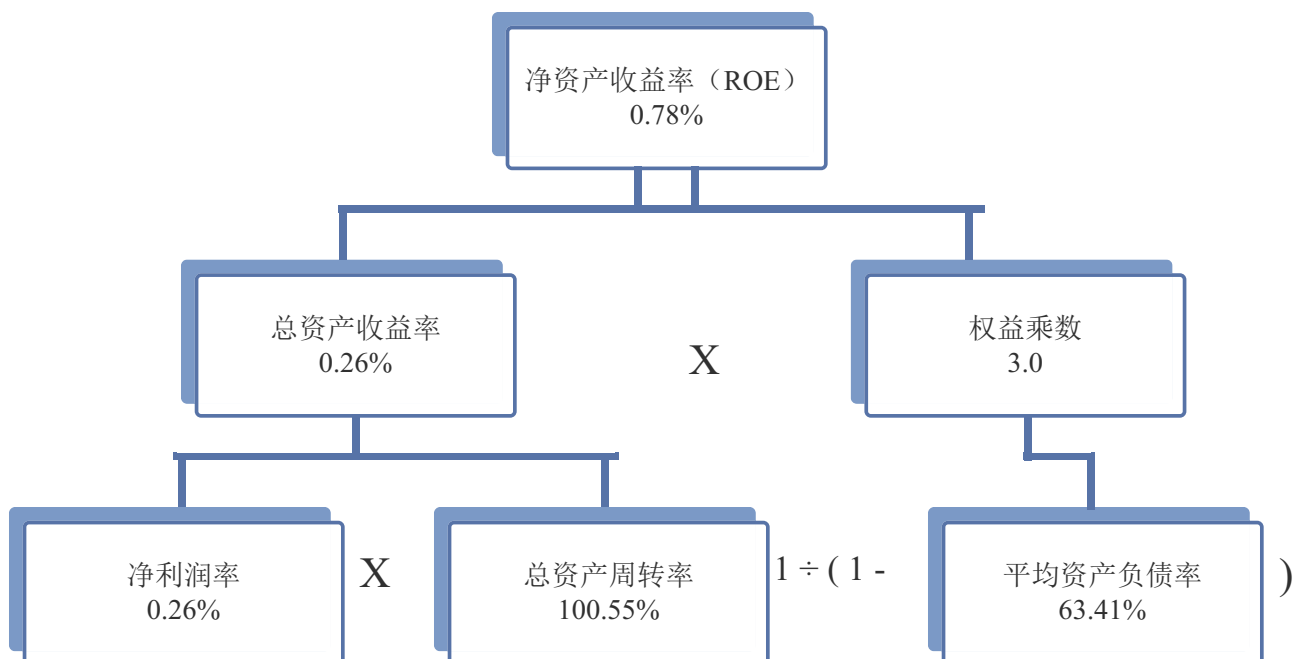 净资产收益率（ROE）
0.78%
总资产收益率
0.26%
X
权益乘数
3.0
净利润率
0.26%
X
总资产周转率
100.55%
1 ÷ ( 1 -
平均资产负债率
63.41%
)